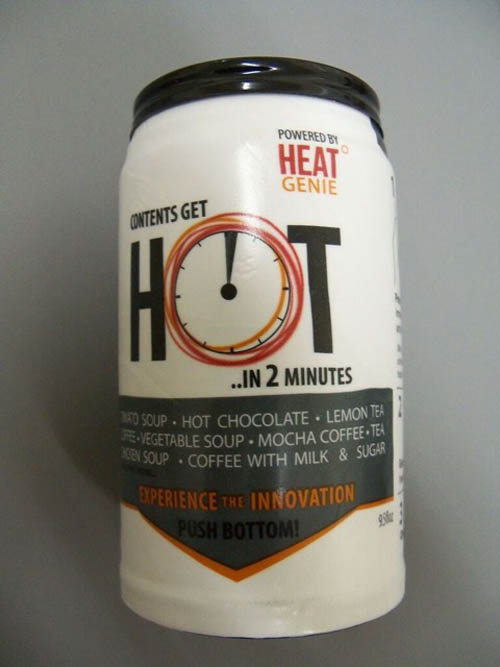 POWERED BY
HEAT°
GENIE
CONTENTS GET
HOT
..IN 2 MINUTES
SOUP • HOT CHOCOLATE • LEMON TEA
• VEGETABLE SOUP • MOCHA COFFEE • TEA
SOUP • COFFEE WITH MILK & SUGAR
EXPERIENCE THE INNOVATION
PUSH BOTTOM!